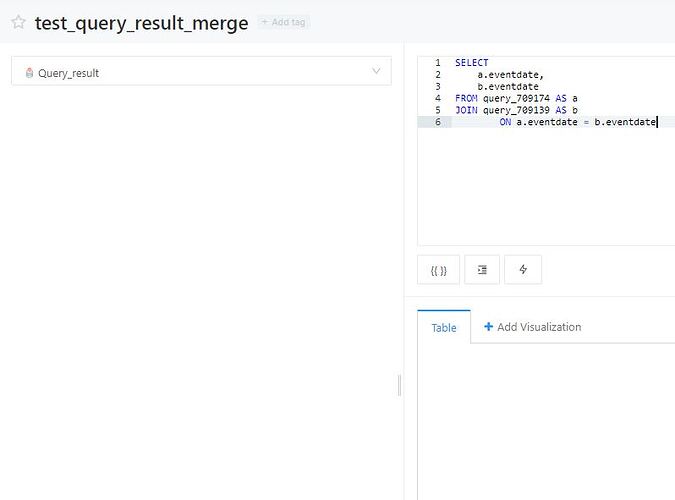 test_query_result_merge
+ Add tag
Query_result
1 SELECT
2 a.eventdate,
3 b.eventdate
4 FROM query_709174 AS a
5 JOIN query_709139 AS b
6 ON a.eventdate = b.eventdate
{{ }}
Table
+ Add Visualization